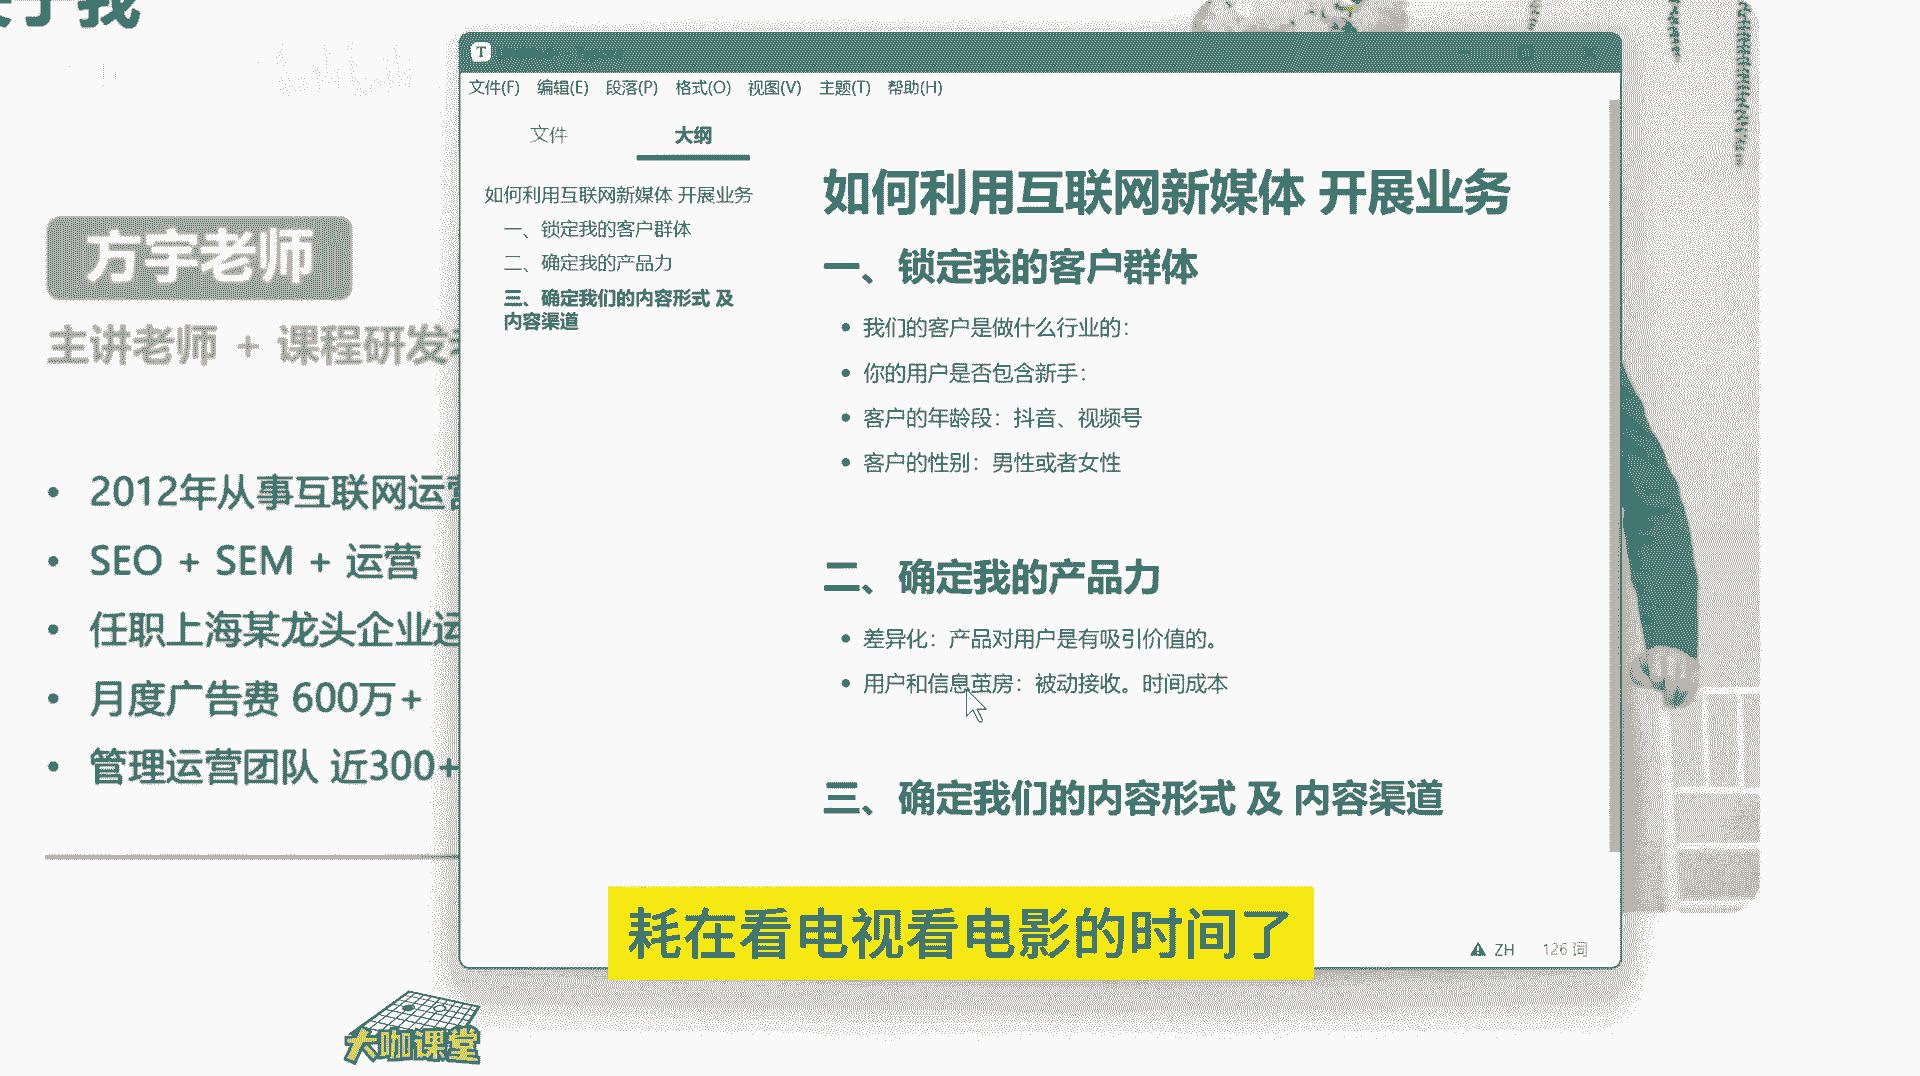 于我
方宇老师
主讲老师 + 课程研发
2012年从事互联网运营
SEO + SEM + 运营
任职上海某龙头企业运
月度广告费 600万+
管理运营团队 近300+
文件(F) 编辑(E) 段落(P) 格式(O) 视图(V) 主题(T) 帮助(H)
文件 大纲
如何利用互联网新媒体 开展业务
一、锁定我的客户群体
二、确定我的产品力
三、确定我们的内容形式 及
内容渠道
如何利用互联网新媒体 开展业务
一、锁定我的客户群体
我们的客户是做什么行业的：
你的用户是否包含新手：
客户的年龄段：抖音、视频号
客户的性别：男性或者女性
二、确定我的产品力
差异化：产品对用户是有吸引价值的。
用户和信息茧房：被动接收。时间成本
三、确定我们的内容形式 及 内容渠道
ZH 126 词
耗在看电视看电影的时间了
大咖课堂